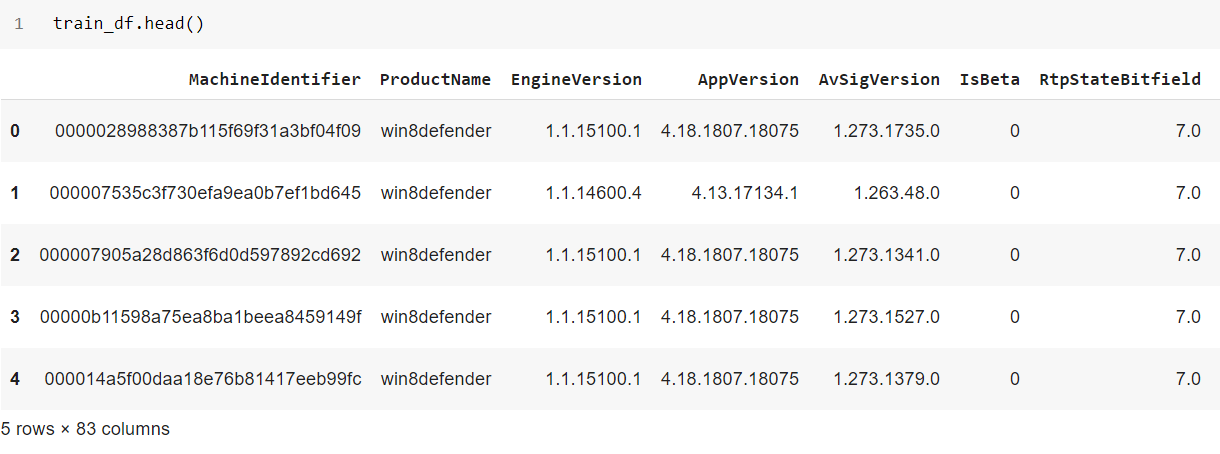 1 train_df.head()
MachineIdentifier ProductName EngineVersion AppVersion AvSigVersion IsBeta RtpStateBitfield
0 0000028988387b115f69f31a3bf04f09 win8defender 1.1.15100.1 4.18.1807.18075 1.273.1735.0 0 7.0
1 000007535c3f730efa9ea0b7ef1bd645 win8defender 1.1.14600.4 4.13.17134.1 1.263.48.0 0 7.0
2 000007905a28d863f6d0d597892cd692 win8defender 1.1.15100.1 4.18.1807.18075 1.273.1341.0 0 7.0
3 00000b11598a75ea8ba1beea8459149f win8defender 1.1.15100.1 4.18.1807.18075 1.273.1527.0 0 7.0
4 000014a5f00daa18e76b81417eeb99fc win8defender 1.1.15100.1 4.18.1807.18075 1.273.1379.0 0 7.0
5 rows × 83 columns